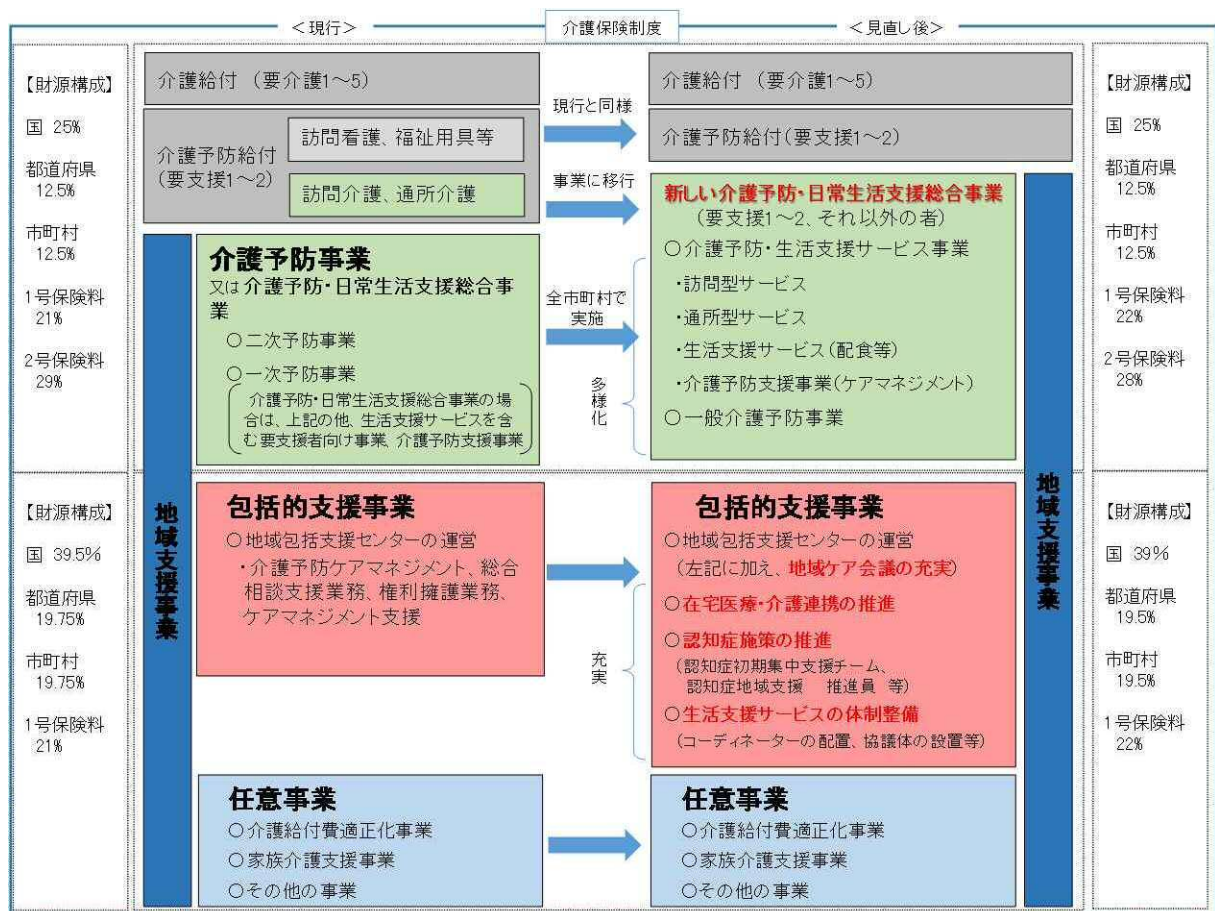 ＜現行＞
介護保険制度
＜見直し後＞
【財源構成】
国 25%
都道府県
12.5%
市町村
12.5%
1号保険料
21%
2号保険料
29%
介護給付 （要介護1～5）
介護予防給付
(要支援1～2)
訪問看護、福祉用具等
訪問介護、通所介護
現行と同様
事業に移行
全市町村で
実施
多様化
介護給付 （要介護1～5）
介護予防給付(要支援1～2)
新しい介護予防・日常生活支援総合事業
(要支援1～2、それ以外の者)
○介護予防・生活支援サービス事業
・訪問型サービス
・通所型サービス
・生活支援サービス(配食等)
・介護予防支援事業(ケアマネジメント)
○一般介護予防事業
介護予防事業
又は介護予防・日常生活支援総合事
業
○二次予防事業
○一次予防事業
介護予防・日常生活支援総合事業の場
合は、上記の他、生活支援サービスを含
む要支援者向け事業、介護予防支援事業
【財源構成】
国 25%
都道府県
12.5%
市町村
12.5%
1号保険料
22%
2号保険料
28%
【財源構成】
国 39.5%
都道府県
19.75%
市町村
19.75%
1号保険料
21%
地域支援事業
包括的支援事業
○地域包括支援センターの運営
・介護予防ケアマネジメント、総合
相談支援業務、権利擁護業務、
ケアマネジメント支援
充実
包括的支援事業
○地域包括支援センターの運営
(左記に加え、地域ケア会議の充実)
○在宅医療・介護連携の推進
○認知症施策の推進
(認知症初期集中支援チーム、
認知症地域支援 推進員 等)
○生活支援サービスの体制整備
(コーディネーターの配置、協議体の設置等)
地域支援事業
【財源構成】
国 39%
都道府県
19.5%
市町村
19.5%
1号保険料
22%
任意事業
○介護給付費適正化事業
○家族介護支援事業
○その他の事業
任意事業
○介護給付費適正化事業
○家族介護支援事業
○その他の事業